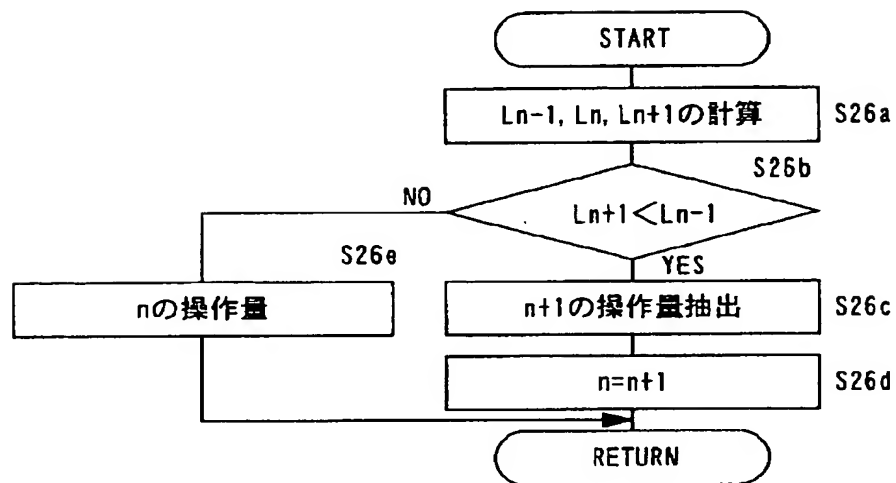 START
Ln-1, Ln, Ln+1の計算
S26a
S26b
NO
Ln+1<Ln-1
S26e
YES
nの操作量
n+1の操作量抽出
S26c
n=n+1
S26d
RETURN